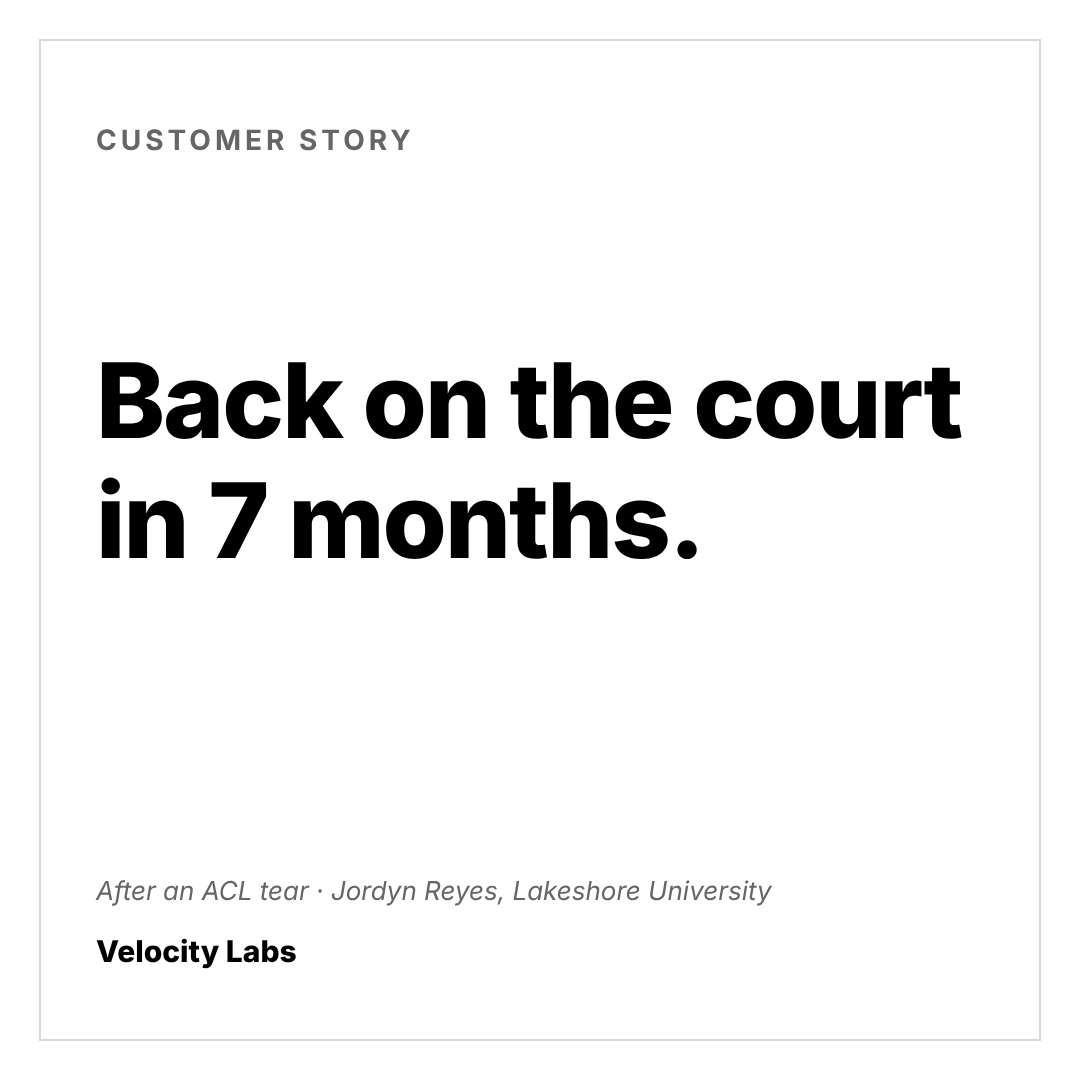 CUSTOMER STORY
Back on the court
in 7 months.
After an ACL tear · Jordyn Reyes, Lakeshore University
Velocity Labs